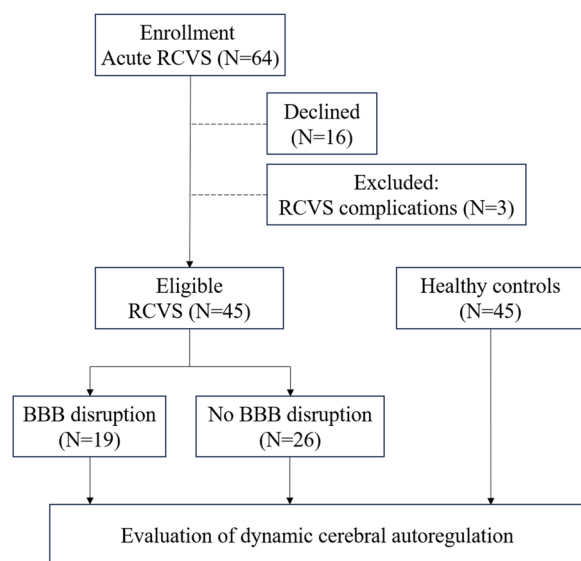 Enrollment
Acute RCVS (N=64)
Declined
(N=16)
Excluded:
RCVS complications (N=3)
Eligible
RCVS (N=45)
Healthy controls
(N=45)
BBB disruption
(N=19)
No BBB disruption
(N=26)
Evaluation of dynamic cerebral autoregulation